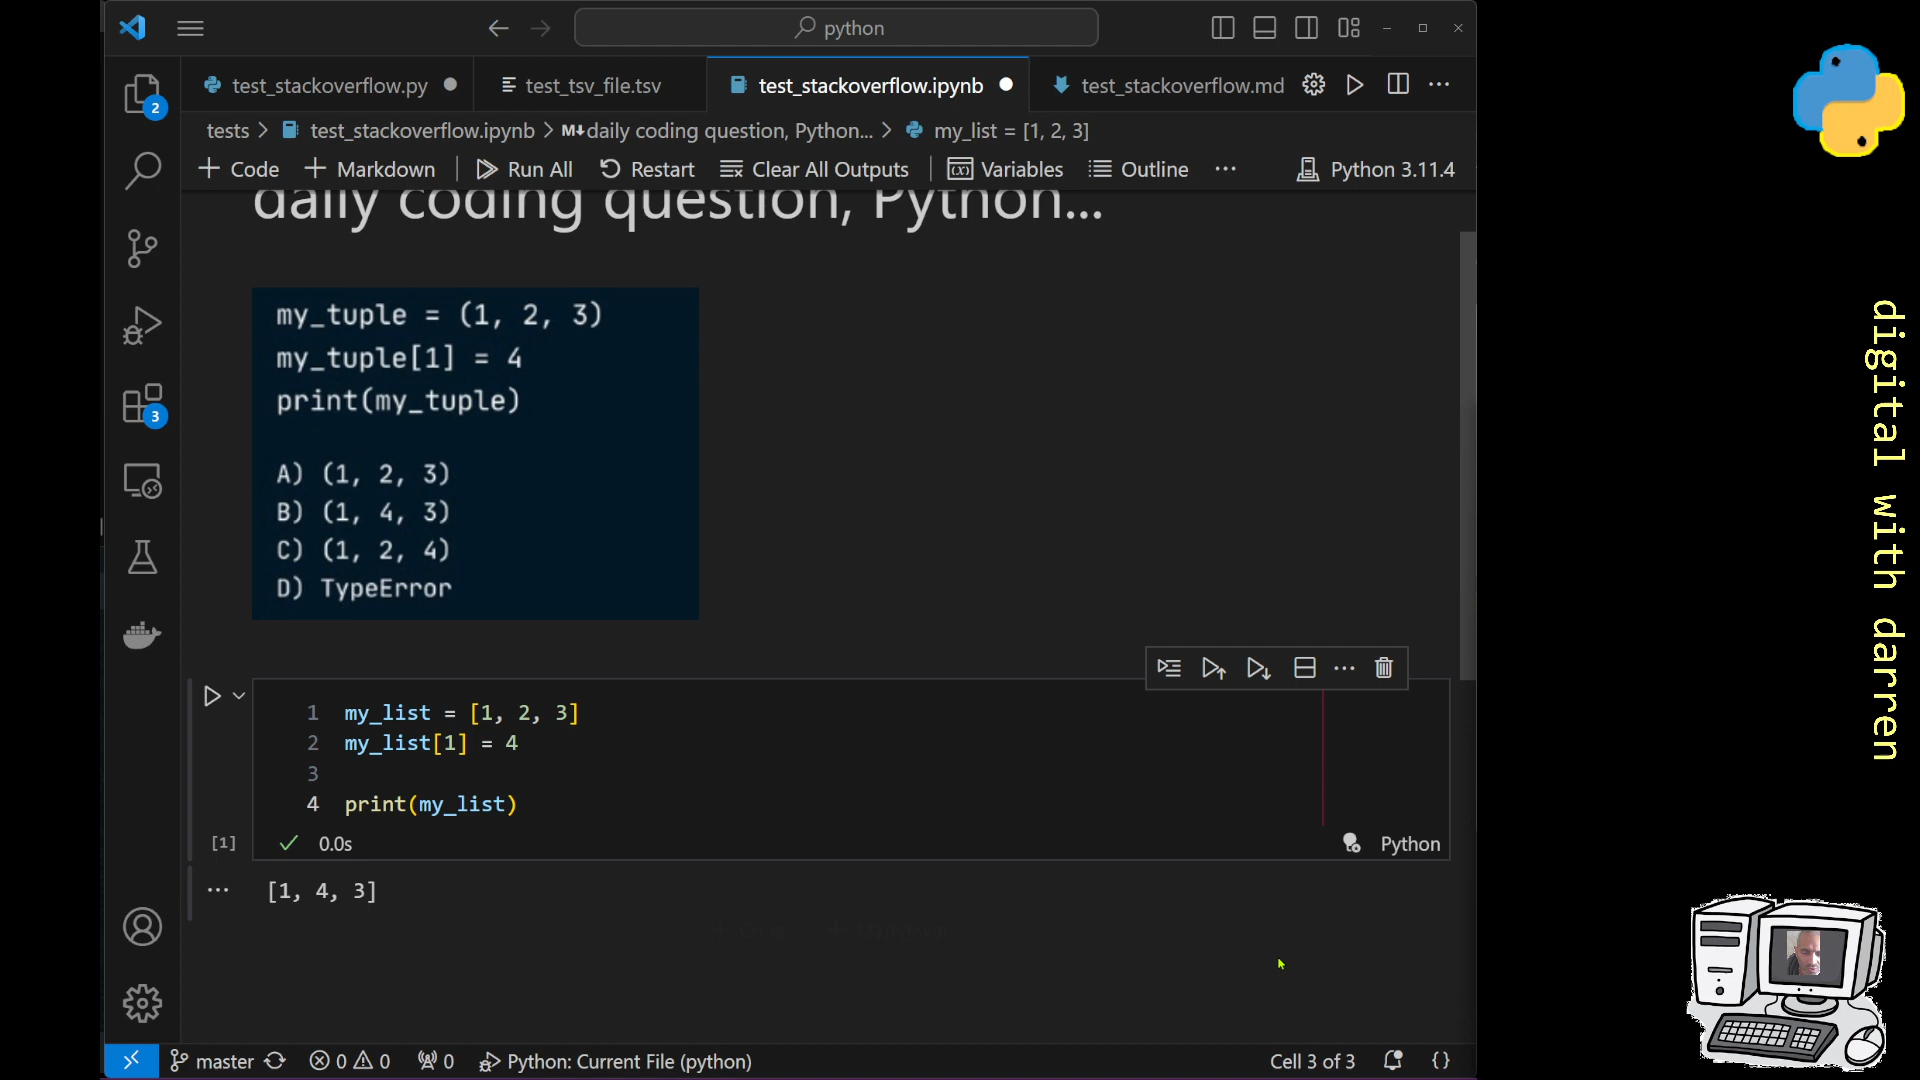 python
test_stackoverflow.py
test_tsv_file.tsv
test_stackoverflow.ipynb
test_stackoverflow.md
tests > test_stackoverflow.ipynb > M↓daily coding question, Python... > my_list = [1, 2, 3]
+ Code + Markdown Run All Restart Clear All Outputs Variables Outline ... Python 3.11.4
daily coding question, Python...
my_tuple = (1, 2, 3)
my_tuple[1] = 4
print(my_tuple)
A) (1, 2, 3)
B) (1, 4, 3)
C) (1, 2, 4)
D) TypeError
1 my_list = [1, 2, 3]
2 my_list[1] = 4
3
4 print(my_list)
[1] 0.0s Python
[1, 4, 3]
2
3
master 0 0 0 Python: Current File (python) Cell 3 of 3 {}
digital with darren